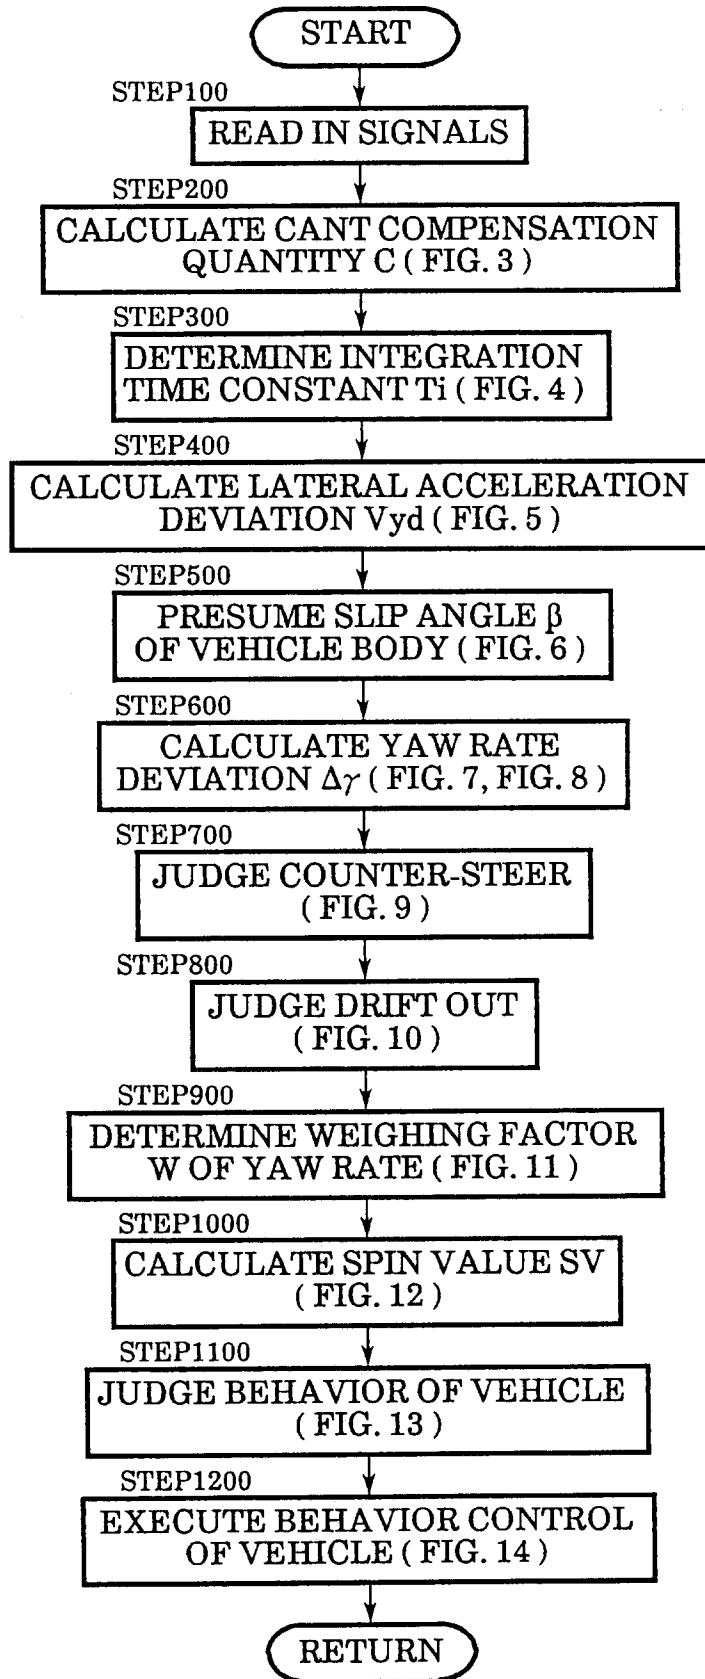 START
STEP100
READ IN SIGNALS
STEP200
CALCULATE CANT COMPENSATION
QUANTITY C ( FIG. 3 )
STEP300
DETERMINE INTEGRATION
TIME CONSTANT Ti ( FIG. 4 )
STEP400
CALCULATE LATERAL ACCELERATION
DEVIATION Vyd ( FIG. 5 )
STEP500
PRESUME SLIP ANGLE β
OF VEHICLE BODY ( FIG. 6 )
STEP600
CALCULATE YAW RATE
DEVIATION Δγ ( FIG. 7, FIG. 8 )
STEP700
JUDGE COUNTER-STEER
( FIG. 9 )
STEP800
JUDGE DRIFT OUT
( FIG. 10 )
STEP900
DETERMINE WEIGHING FACTOR
W OF YAW RATE ( FIG. 11 )
STEP1000
CALCULATE SPIN VALUE SV
( FIG. 12 )
STEP1100
JUDGE BEHAVIOR OF VEHICLE
( FIG. 13 )
STEP1200
EXECUTE BEHAVIOR CONTROL
OF VEHICLE ( FIG. 14 )
RETURN